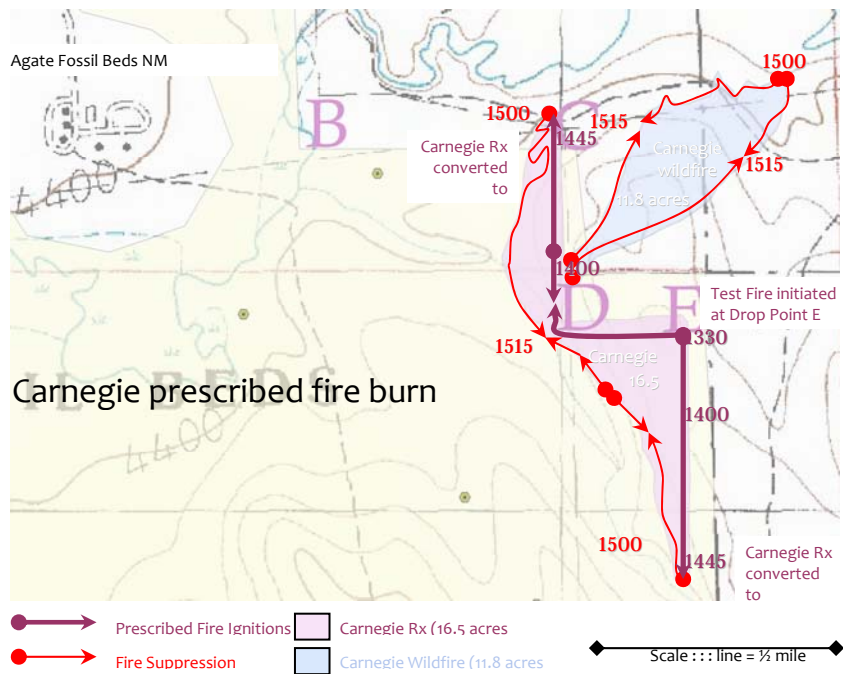 Agate Fossil Beds NM
1500
B
1500
C
1515
1445
Carnegie Rx
converted
to
Carnegie
wildfire
1515
11.8 acres
1400
D
E
Test Fire initiated
at Drop Point E
1330
1515
Carnegie
16.5
Carnegie prescribed fire burn
IL BEDS
1400
4400
4400
1500
1445
Carnegie Rx
converted
to
Prescribed Fire Ignitions
Carnegie Rx (16.5 acres
Fire Suppression
Carnegie Wildfire (11.8 acres
Scale : : : line = ½ mile